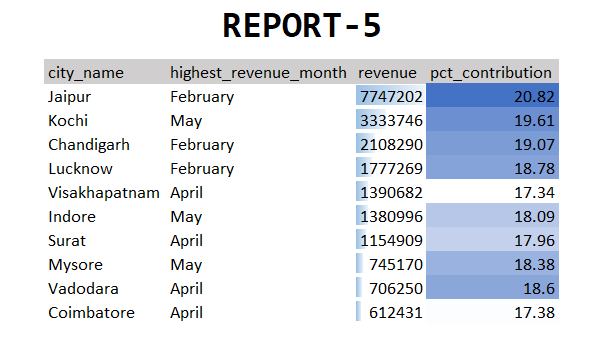 REPORT-5
city_name highest_revenue_month revenue pct_contribution
Jaipur February 7747202 20.82
Kochi May 3333746 19.61
Chandigarh February 2108290 19.07
Lucknow February 1777269 18.78
Visakhapatnam April 1390682 17.34
Indore May 1380996 18.09
Surat April 1154909 17.96
Mysore May 745170 18.38
Vadodara April 706250 18.6
Coimbatore April 612431 17.38